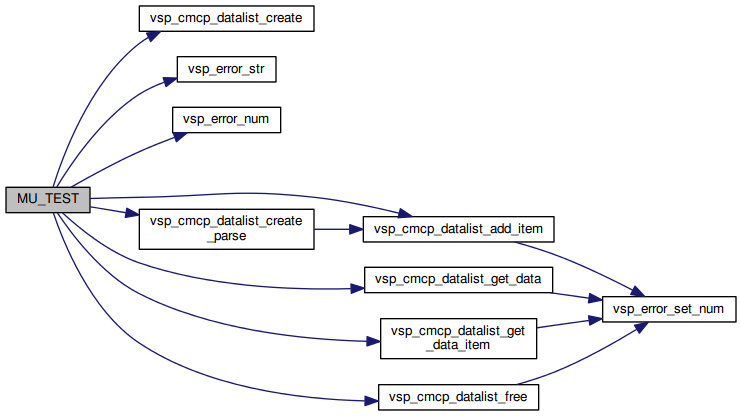 vsp_cmcp_datalist_create
vsp_error_str
vsp_error_num
MU_TEST
vsp_cmcp_datalist_create
_parse
vsp_cmcp_datalist_add_item
vsp_cmcp_datalist_get_data
vsp_error_set_num
vsp_cmcp_datalist_get
_data_item
vsp_cmcp_datalist_free